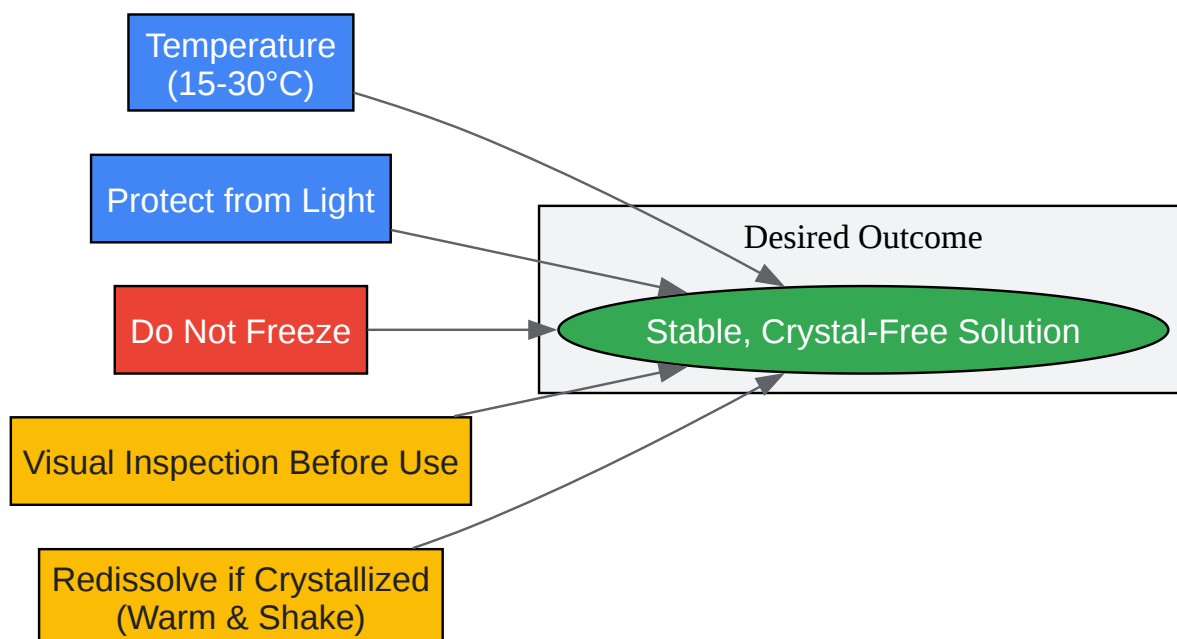 Temperature
(15-30°C)
Protect from Light
Desired Outcome
Do Not Freeze
Stable, Crystal-Free Solution
Visual Inspection Before Use
Redissolve if Crystallized
(Warm & Shake)